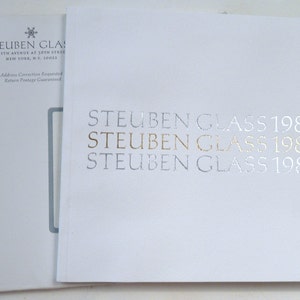 STEUBEN GLASS
FIFTH AVENUE AT 56TH STREET
NEW YORK, N.Y. 10022
Address Correction Requested
Return Postage Guaranteed
STEUBEN GLASS 198
STEUBEN GLASS 198
STEUBEN GLASS 198